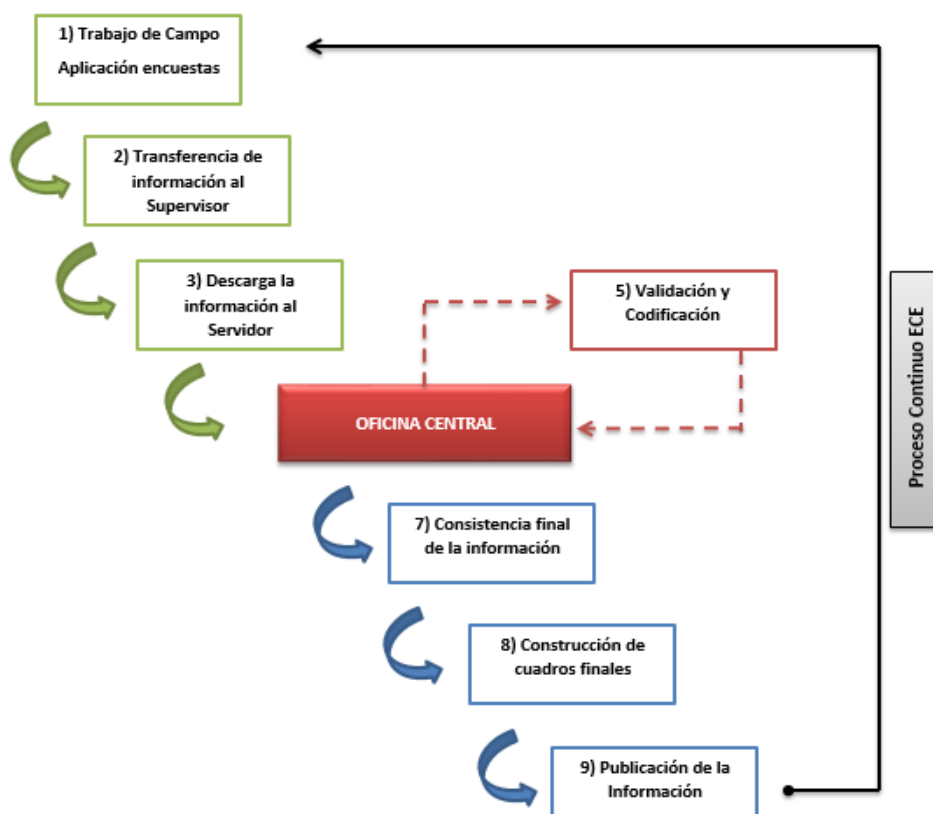 1) Trabajo de Campo
Aplicación encuestas
2) Transferencia de
información al
Supervisor
3) Descarga la
información al
Servidor
5) Validación y
Codificación
OFICINA CENTRAL
7) Consistencia final
de la información
8) Construcción de
cuadros finales
9) Publicación de la
Información
Proceso Continuo ECE